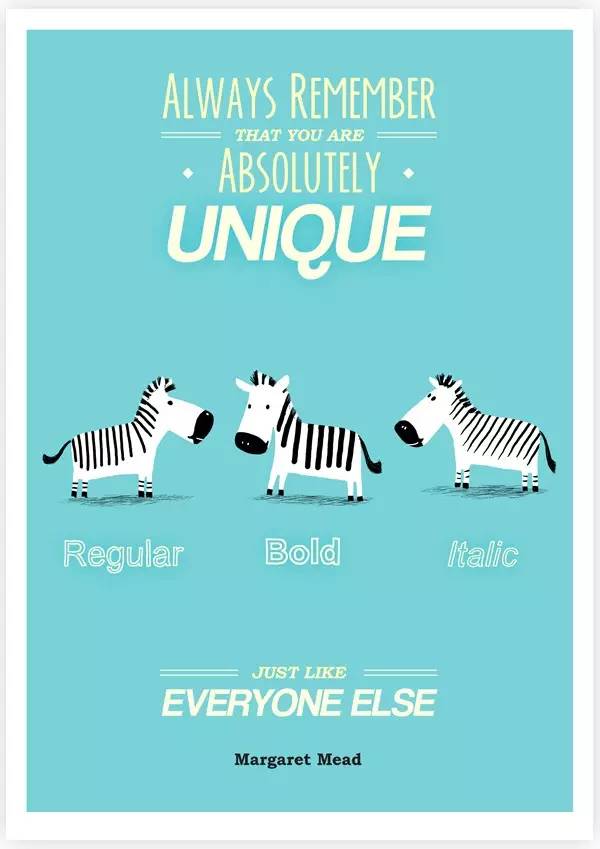 ALWAYS REMEMBER
THAT YOU ARE
ABSOLUTELY
UNIQUE
Regular Bold Italic
JUST LIKE
EVERYONE ELSE
Margaret Mead